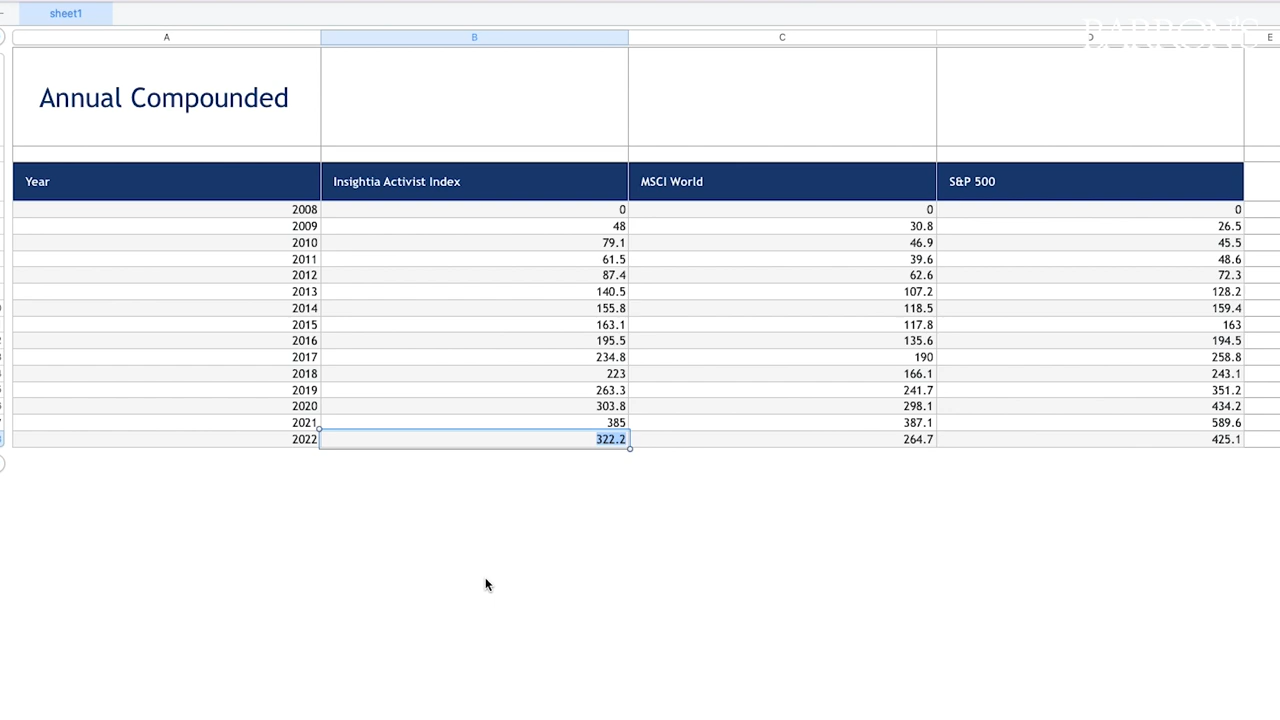 sheet1
BARRON'S
A B C D E
Annual Compounded
Year Insightia Activist Index MSCI World S&P 500
2008 0 0 0
2009 48 30.8 26.5
2010 79.1 46.9 45.5
2011 61.5 39.6 48.6
2012 87.4 62.6 72.3
2013 140.5 107.2 128.2
2014 155.8 118.5 159.4
2015 163.1 117.8 163
2016 195.5 135.6 194.5
2017 234.8 190 258.8
2018 223 166.1 243.1
2019 263.3 241.7 351.2
2020 303.8 298.1 434.2
2021 385 387.1 589.6
2022 322.2 264.7 425.1